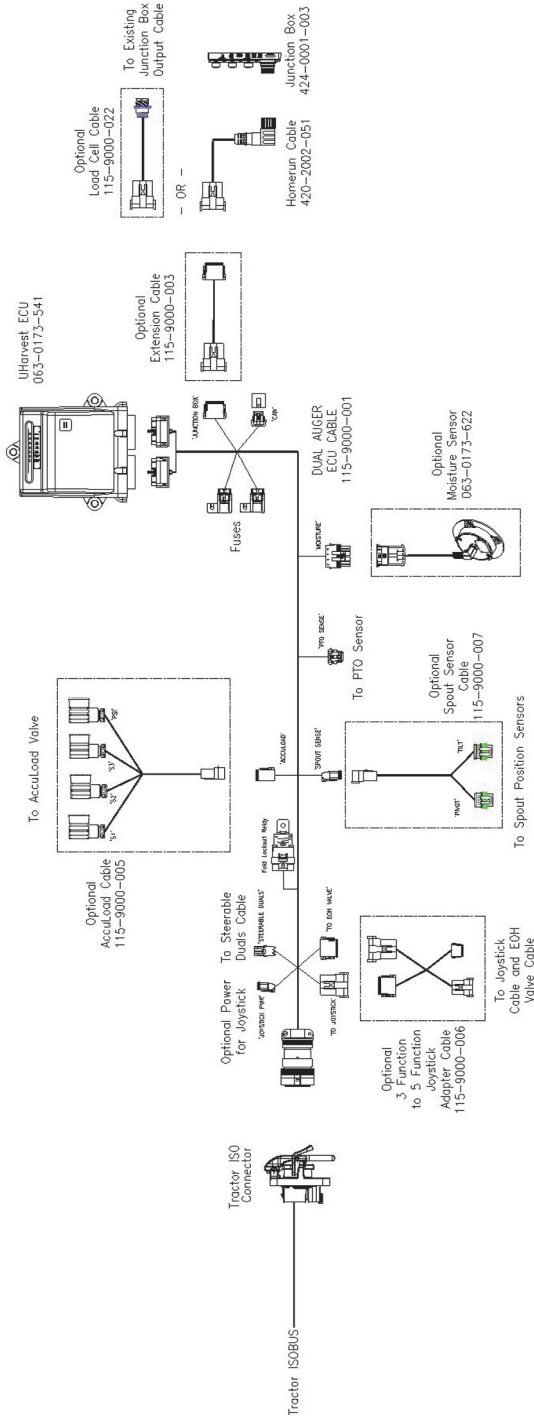 Tractor ISOBUS
Tractor ISO
Connector
Optional Power
for Joystick
To Steerable
Duals Cable
'JOYSTICK PWR'
'STEERABLE DUALS'
'TO JOYSTICK'
'TO EOH VALVE'
Optional
3 Function
to 5 Function
Joystick
Adapter Cable
115-9000-006
To Joystick
Cable and EOH
Valve Cable
Fold Lockout Relay
To AccuLoad Valve
'S1'
'S2'
'S3'
'PSI'
Optional
AccuLoad Cable
115-9000-005
'ACCULOAD'
'SPOUT SENSE'
'PIVOT'
'TILT'
Optional
Spout Sensor
Cable
115-9000-007
To Spout Position Sensors
'PTO SENSE'
To PTO Sensor
'MOISTURE'
Optional
Moisture Sensor
063-0173-622
DUAL AUGER
ECU CABLE
115-9000-001
Fuses
'JUNCTION BOX'
'CAN'
UHarvest ECU
063-0173-541
Optional
Extension Cable
115-9000-003
Optional
Load Cell Cable
115-9000-022
To Existing
Junction Box
Output Cable
- OR -
Homerun Cable
420-2002-051
Junction Box
424-0001-003